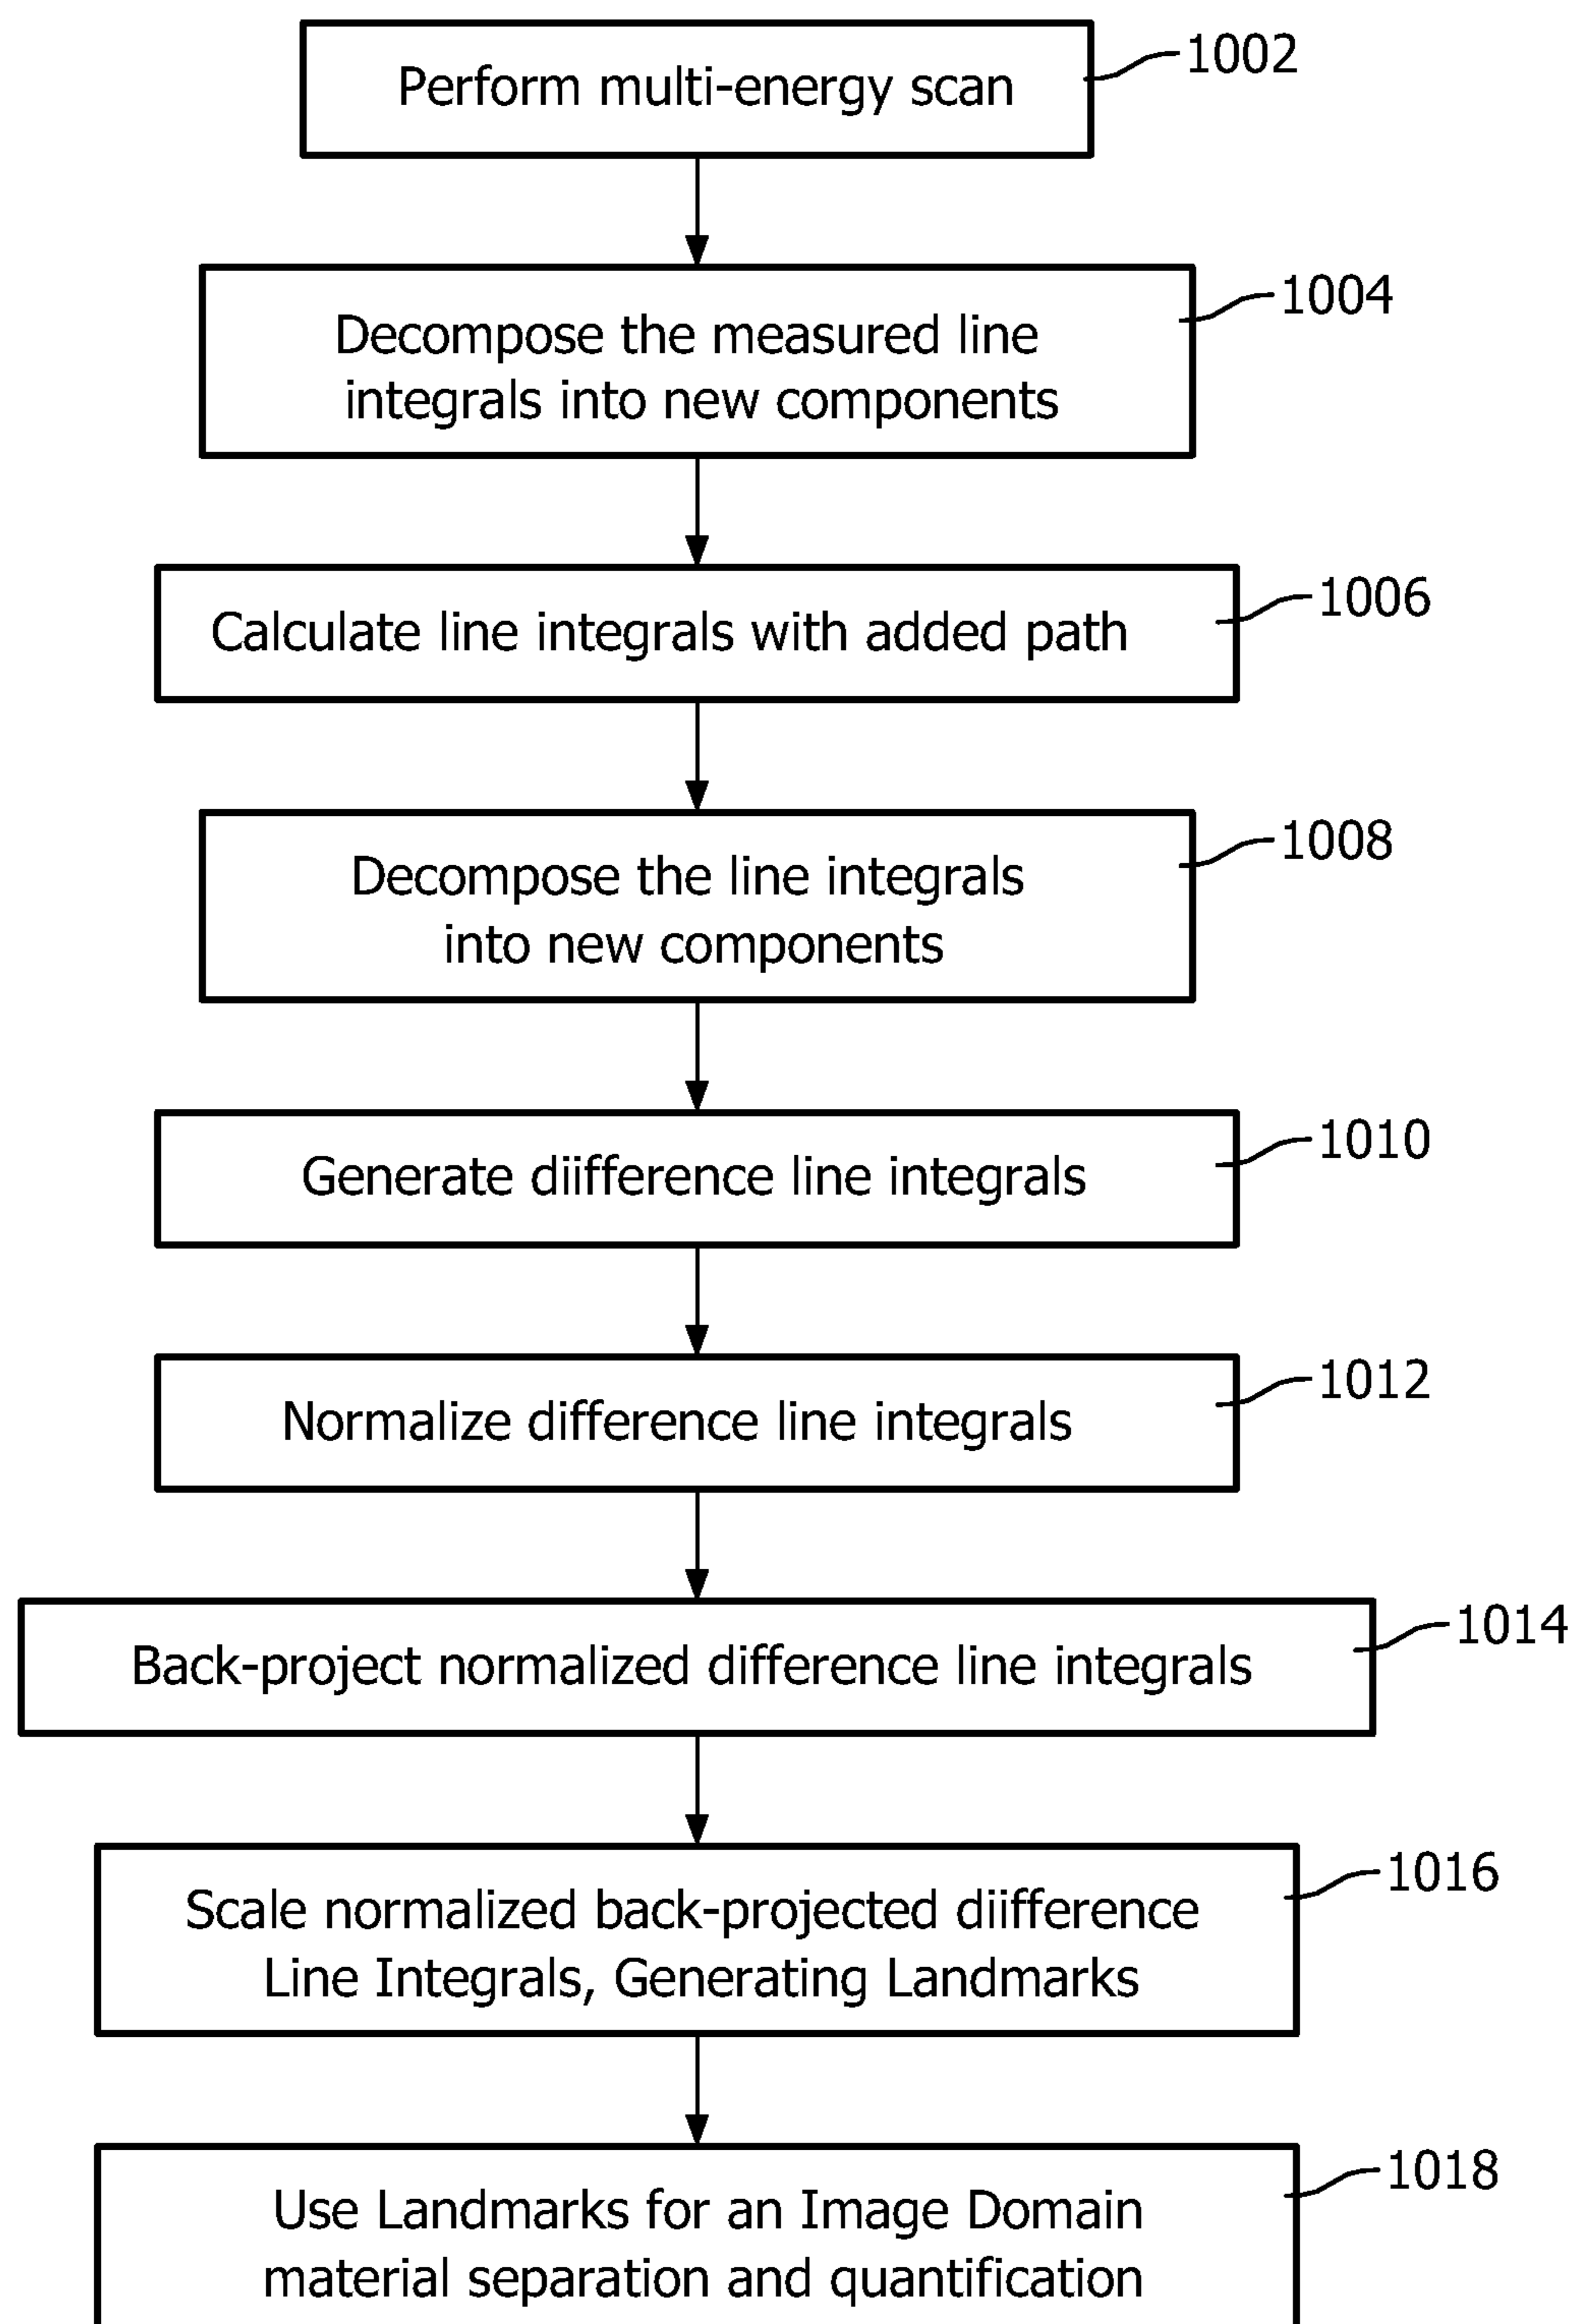 Perform multi-energy scan
1002
Decompose the measured line
integrals into new components
1004
Calculate line integrals with added path
1006
Decompose the line integrals
into new components
1008
Generate diifference line integrals
1010
Normalize difference line integrals
1012
Back-project normalized difference line integrals
1014
Scale normalized back-projected diifference
Line Integrals, Generating Landmarks
1016
Use Landmarks for an Image Domain
material separation and quantification
1018